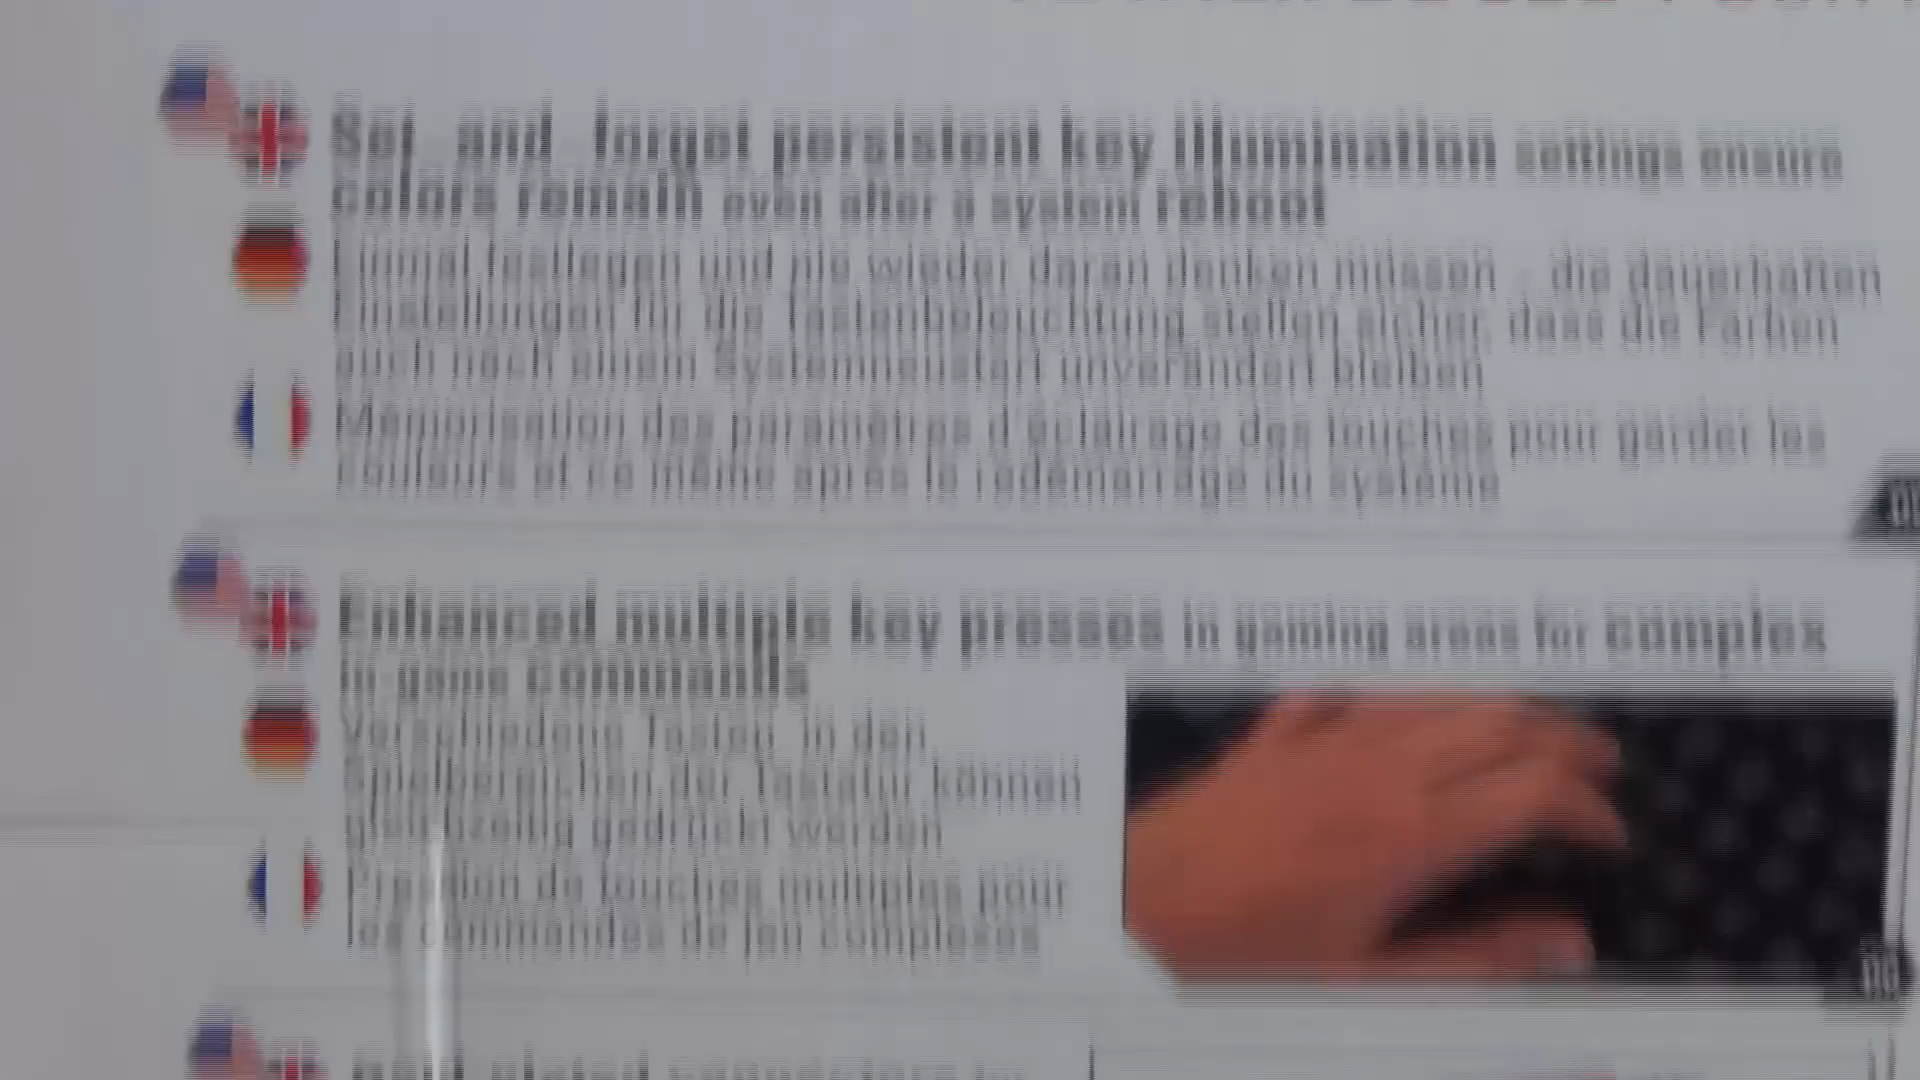 Set-and-forget persistent key illumination settings ensure
colors remain even after a system reboot
Einmal festlegen und nie wieder daran denken müssen - die dauerhaften
Einstellungen für die Tastenbeleuchtung stellen sicher, dass die Farben
auch nach einem Systemneustart unverändert bleiben
Mémorisation des paramètres d'éclairage des touches pour garder les
couleurs et ce même après le redémarrage du système
Enhanced multiple key presses in gaming areas for complex
in-game commands
Verschiedene Tasten in den
Spielbereichen der Tastatur können
gleichzeitig gedrückt werden
Pression de touches multiples pour
les commandes de jeu complexes
Gold-plated connectors